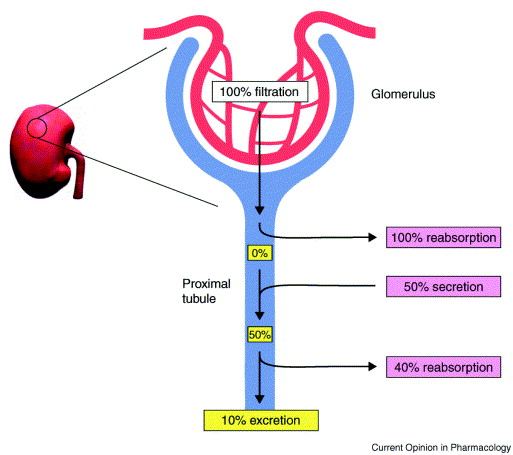 100% filtration
Glomerulus
100% reabsorption
0%
Proximal
tubule
50% secretion
50%
40% reabsorption
10% excretion
Current Opinion in Pharmacology